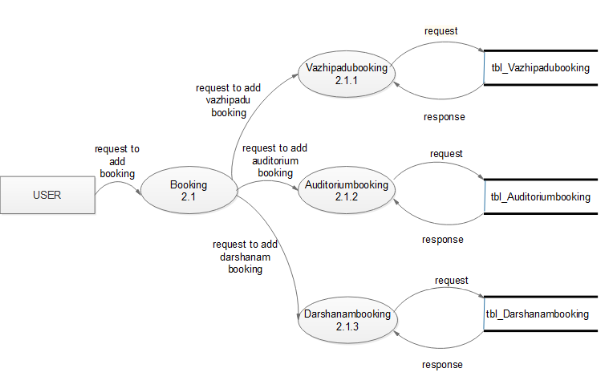 request
Vazhipadubooking
2.1.1
tbl_Vazhipadubooking
request to add
vazhipadu
booking
response
request to
add
booking
request to add
auditorium
booking
request
USER
Booking
2.1
Auditoriumbooking
2.1.2
tbl_Auditoriumbooking
response
request to add
darshanam
booking
request
Darshanambooking
2.1.3
tbl_Darshanambooking
response